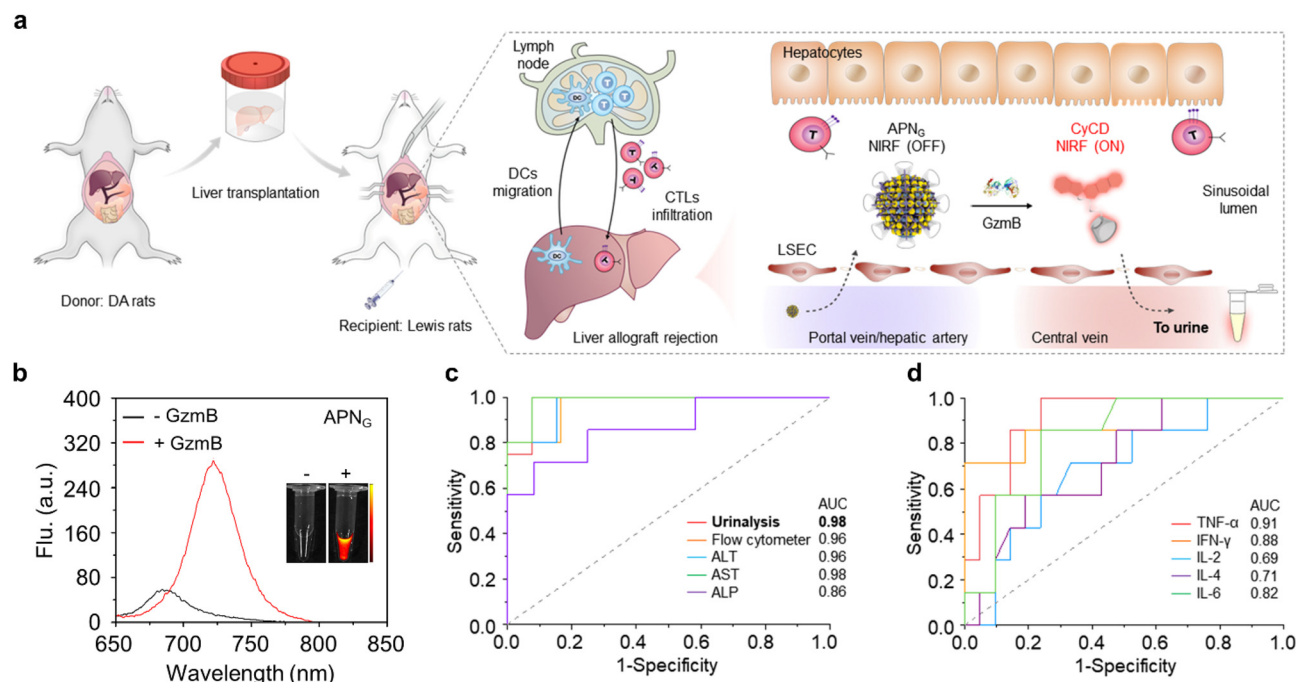 a
Liver transplantation
Donor: DA rats
Recipient: Lewis rats
Lymph
node
DC
T
T
T
DCs
migration
T
T
T
CTLs
infiltration
DC
T
Liver allograft rejection
Hepatocytes
T
APNG
NIRF (OFF)
GzmB
CyCD
NIRF (ON)
T
Sinusoidal
lumen
LSEC
Portal vein/hepatic artery
Central vein
To urine
b
400
320
240
160
80
0
Flu. (a.u.)
- GzmB
+ GzmB
APNG
- +
650 700 750 800 850
Wavelength (nm)
c
1.0
0.8
0.6
0.4
0.2
0.0
Sensitivity
AUC
Urinalysis 0.98
Flow cytometer 0.96
ALT 0.96
AST 0.98
ALP 0.86
0.0 0.2 0.4 0.6 0.8 1.0
1-Specificity
d
1.0
0.8
0.6
0.4
0.2
0.0
Sensitivity
AUC
TNF-α 0.91
IFN-γ 0.88
IL-2 0.69
IL-4 0.71
IL-6 0.82
0.0 0.2 0.4 0.6 0.8 1.0
1-Specificity